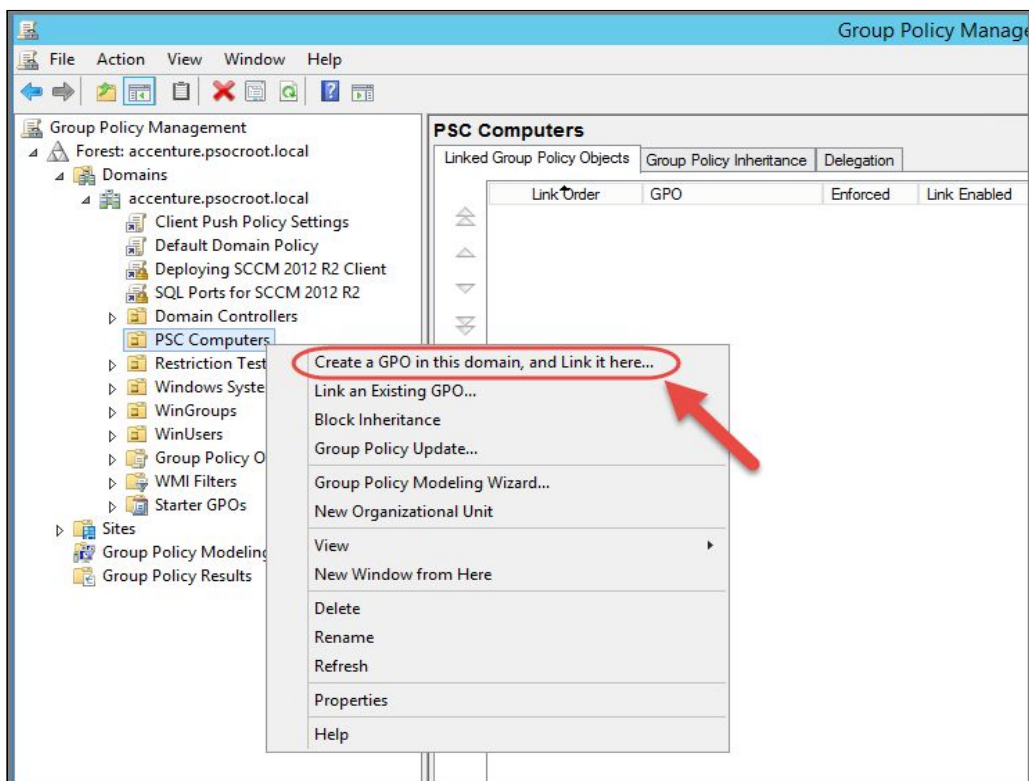 Group Policy Manage
File Action View Window Help
Group Policy Management
Forest: accenture.psocroot.local
Domains
accenture.psocroot.local
Client Push Policy Settings
Default Domain Policy
Deploying SCCM 2012 R2 Client
SQL Ports for SCCM 2012 R2
Domain Controllers
PSC Computers
Restriction Test
Windows Syste
WinGroups
WinUsers
Group Policy O
WMI Filters
Starter GPOs
Sites
Group Policy Modeling
Group Policy Results
PSC Computers
Linked Group Policy Objects Group Policy Inheritance Delegation
Link Order GPO Enforced Link Enabled
Create a GPO in this domain, and Link it here...
Link an Existing GPO...
Block Inheritance
Group Policy Update...
Group Policy Modeling Wizard...
New Organizational Unit
View
New Window from Here
Delete
Rename
Refresh
Properties
Help